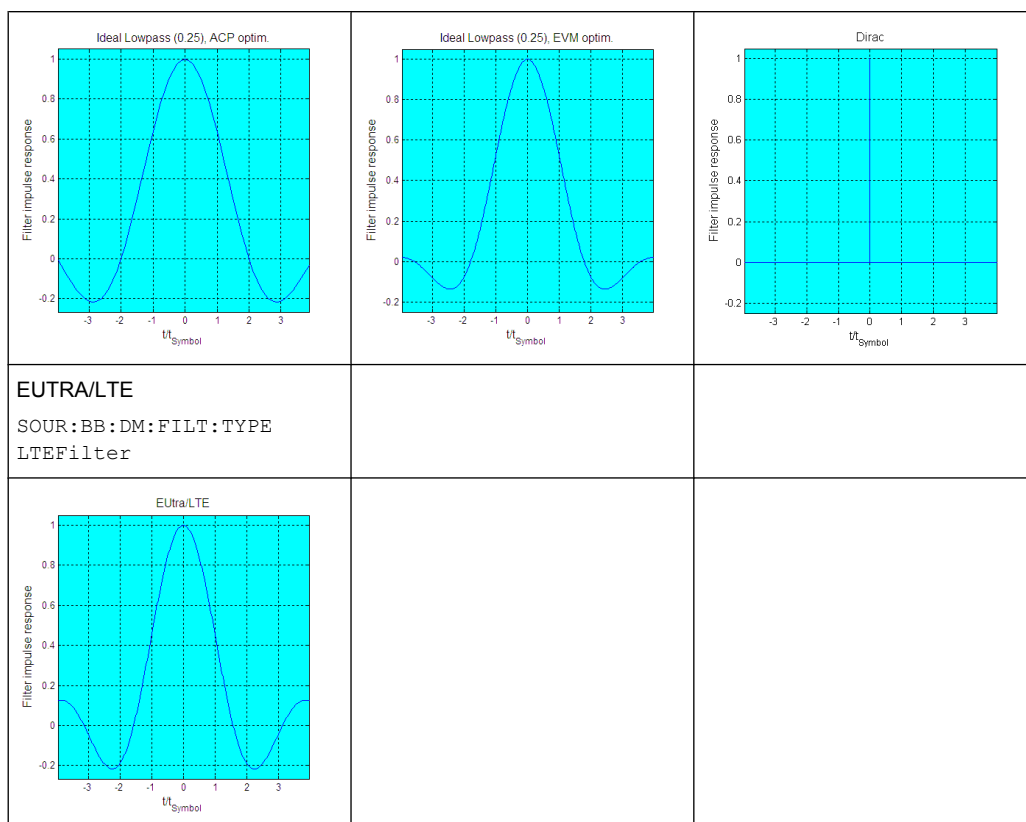 Ideal Lowpass (0.25), ACP optim.
1
0.8
0.6
0.4
0.2
0
-0.2
Filter impulse response
-3 -2 -1 0 1 2 3
t/tSymbol
Ideal Lowpass (0.25), EVM optim.
1
0.8
0.6
0.4
0.2
0
-0.2
Filter impulse response
-3 -2 -1 0 1 2 3
t/tSymbol
Dirac
1
0.8
0.6
0.4
0.2
0
-0.2
Filter impulse response
-3 -2 -1 0 1 2 3
t/tSymbol
EUTRA/LTE
SOUR:BB:DM:FILT:TYPE
LTEFilter
EUtra/LTE
1
0.8
0.6
0.4
0.2
0
-0.2
Filter impulse response
-3 -2 -1 0 1 2 3
t/tSymbol